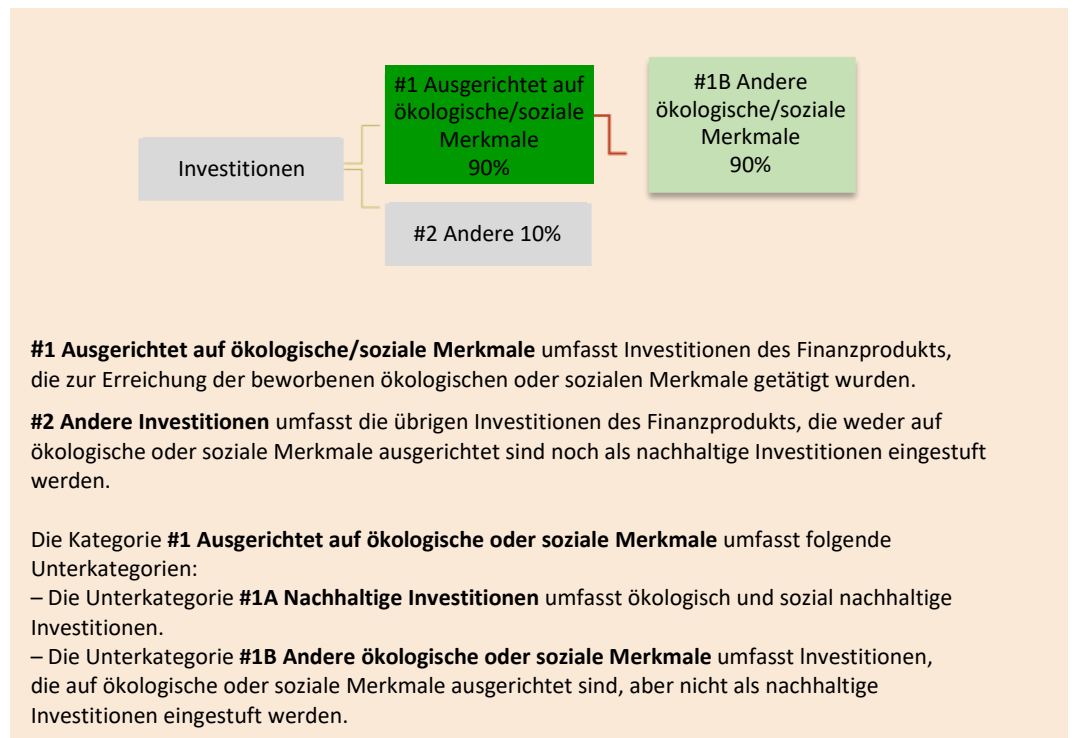 #1 Ausgerichtet auf
ökologische/soziale
Merkmale
90%
#1B Andere
ökologische/soziale
Merkmale
90%
Investitionen
#2 Andere 10%
#1 Ausgerichtet auf ökologische/soziale Merkmale umfasst Investitionen des Finanzprodukts,
die zur Erreichung der beworbenen ökologischen oder sozialen Merkmale getätigt wurden.
#2 Andere Investitionen umfasst die übrigen Investitionen des Finanzprodukts, die weder auf
ökologische oder soziale Merkmale ausgerichtet sind noch als nachhaltige Investitionen eingestuft
werden.
Die Kategorie #1 Ausgerichtet auf ökologische oder soziale Merkmale umfasst folgende
Unterkategorien:
– Die Unterkategorie #1A Nachhaltige Investitionen umfasst ökologisch und sozial nachhaltige
Investitionen.
– Die Unterkategorie #1B Andere ökologische oder soziale Merkmale umfasst lnvestitionen,
die auf ökologische oder soziale Merkmale ausgerichtet sind, aber nicht als nachhaltige
Investitionen eingestuft werden.